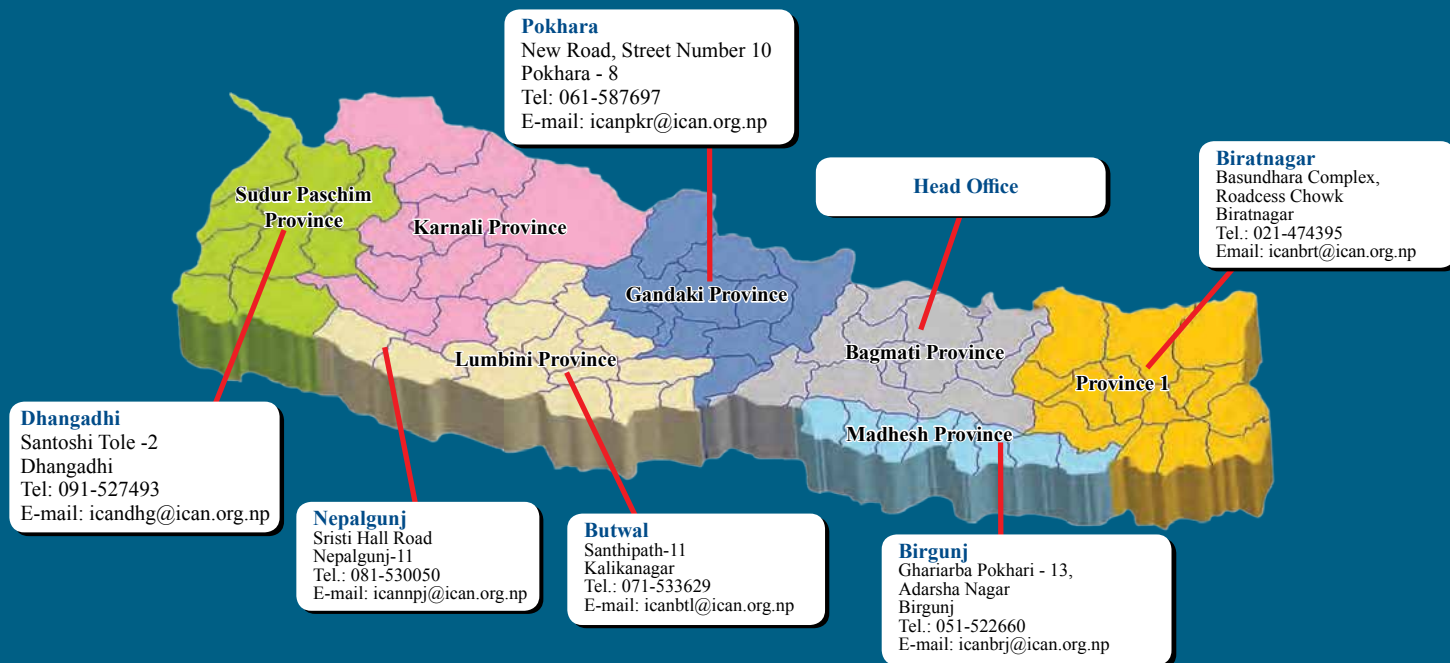 Pokhara
New Road, Street Number 10
Pokhara - 8
Tel: 061-587697
E-mail: icanpkr@ican.org.np
Head Office
Biratnagar
Basundhara Complex,
Roadcess Chowk
Biratnagar
Tel.: 021-474395
Email: icanbrt@ican.org.np
Sudur Paschim
Province
Karnali Province
Gandaki Province
Lumbini Province
Bagmati Province
Province 1
Madhesh Province
Dhangadhi
Santoshi Tole -2
Dhangadhi
Tel: 091-527493
E-mail: icandhg@ican.org.np
Nepalgunj
Sristi Hall Road
Nepalgunj-11
Tel.: 081-530050
E-mail: icannpj@ican.org.np
Butwal
Santhipath-11
Kalikanagar
Tel.: 071-533629
E-mail: icanbtl@ican.org.np
Birgunj
Ghariarba Pokhari - 13,
Adarsha Nagar
Birgunj
Tel.: 051-522660
E-mail: icanbrj@ican.org.np